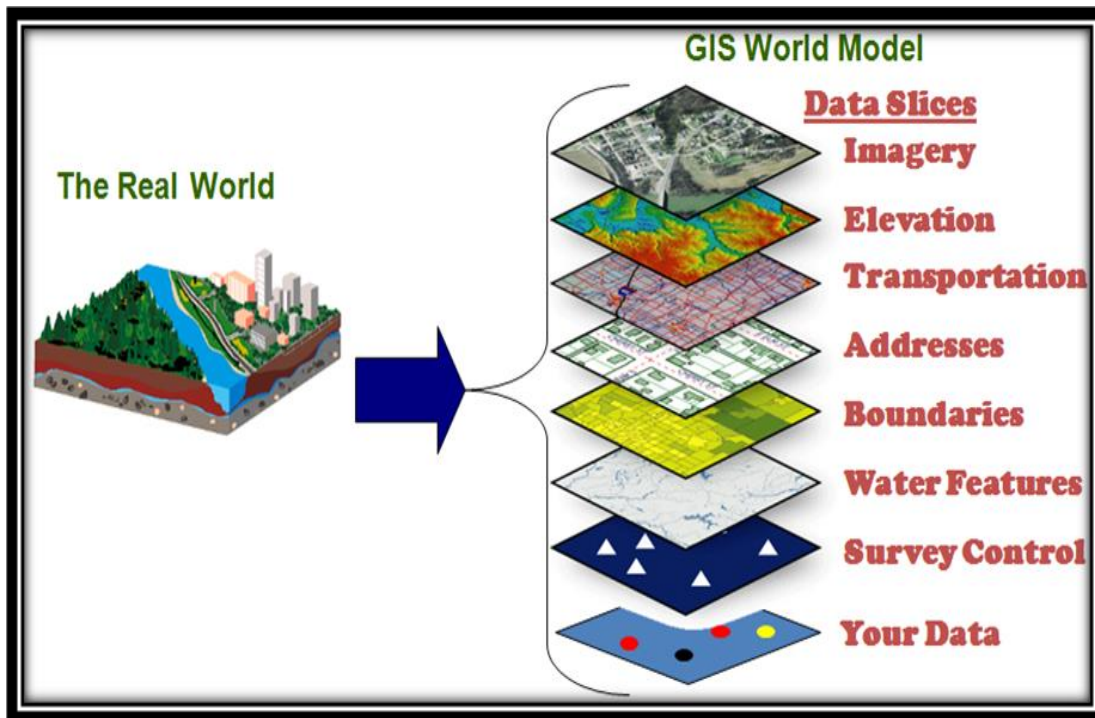 GIS World Model
Data Slices
Imagery
The Real World
Elevation
Transportation
Addresses
Boundaries
Water Features
Survey Control
Your Data